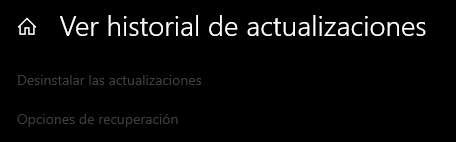 Ver historial de actualizaciones
Desinstalar las actualizaciones
Opciones de recuperación